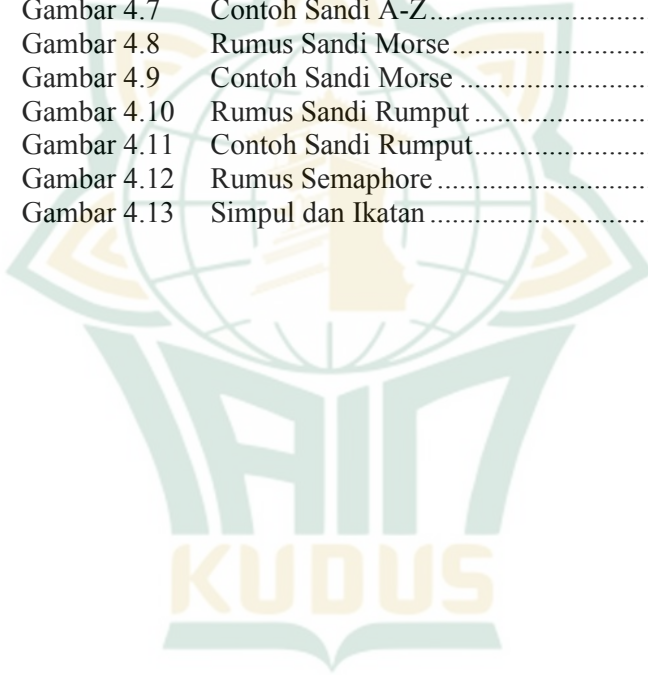 Gambar 4.7 Contoh Sandi A-Z...............................
Gambar 4.8 Rumus Sandi Morse...........................
Gambar 4.9 Contoh Sandi Morse ..........................
Gambar 4.10 Rumus Sandi Rumput ........................
Gambar 4.11 Contoh Sandi Rumput........................
Gambar 4.12 Rumus Semaphore .............................
Gambar 4.13 Simpul dan Ikatan ..............................
IAIN
KUDUS